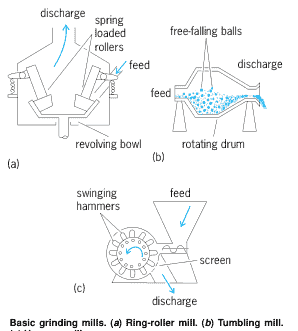 discharge
spring
loaded
rollers
feed
revolving bowl
(a)
free-falling balls
discharge
feed
rotating drum
(b)
swinging
hammers
feed
screen
(c)
discharge
Basic grinding mills. (a) Ring-roller mill. (b) Tumbling mill.